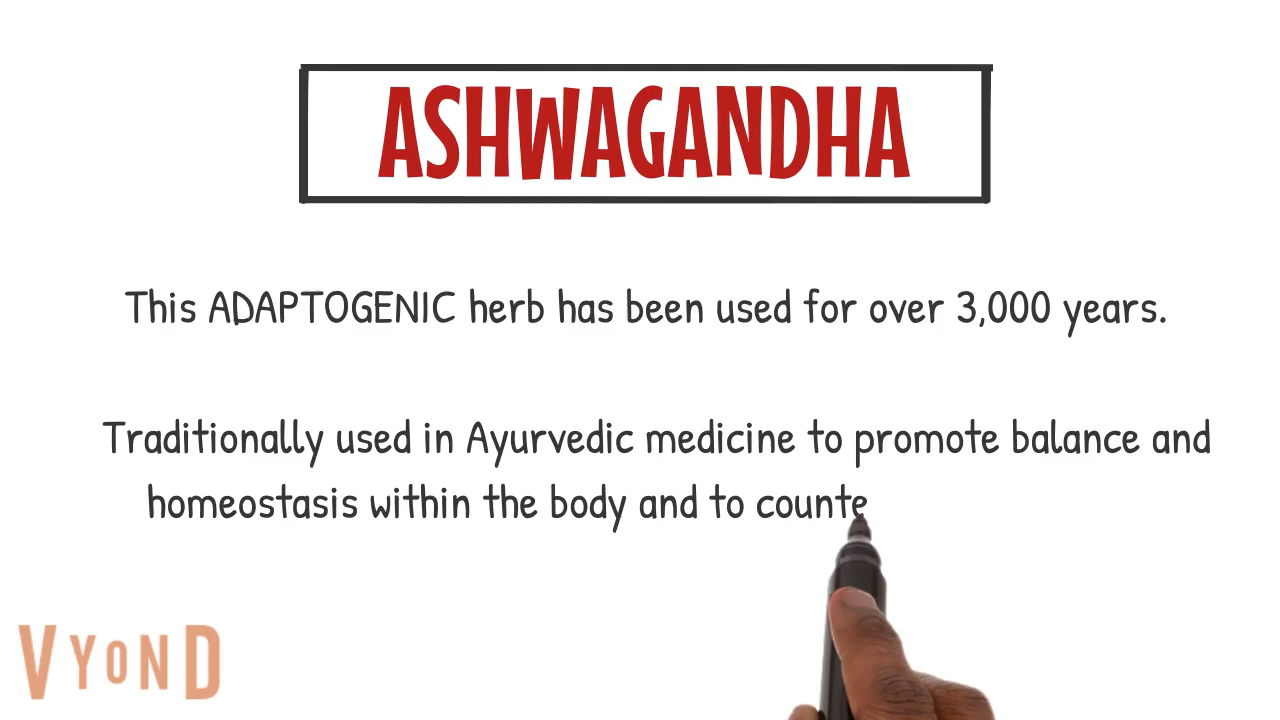 ASHWAGANDHA
This ADAPTOGENIC herb has been used for over 3,000 years.
Traditionally used in Ayurvedic medicine to promote balance and
homeostasis within the body and to counte
VYOND